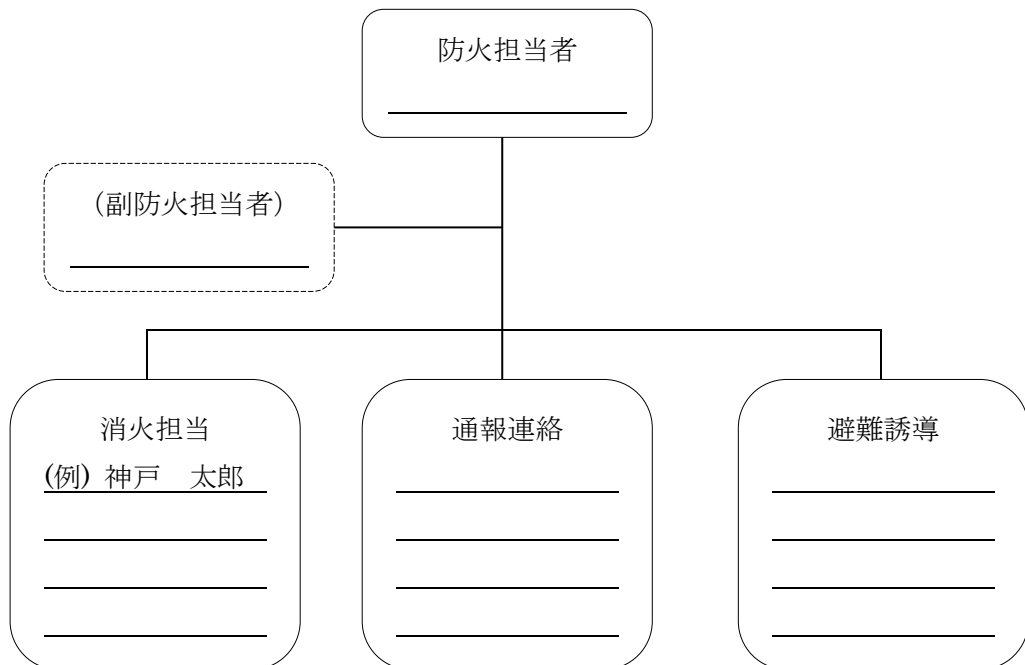 防火担当者
（副防火担当者）
消火担当
(例) 神戸　太郎
通報連絡
避難誘導